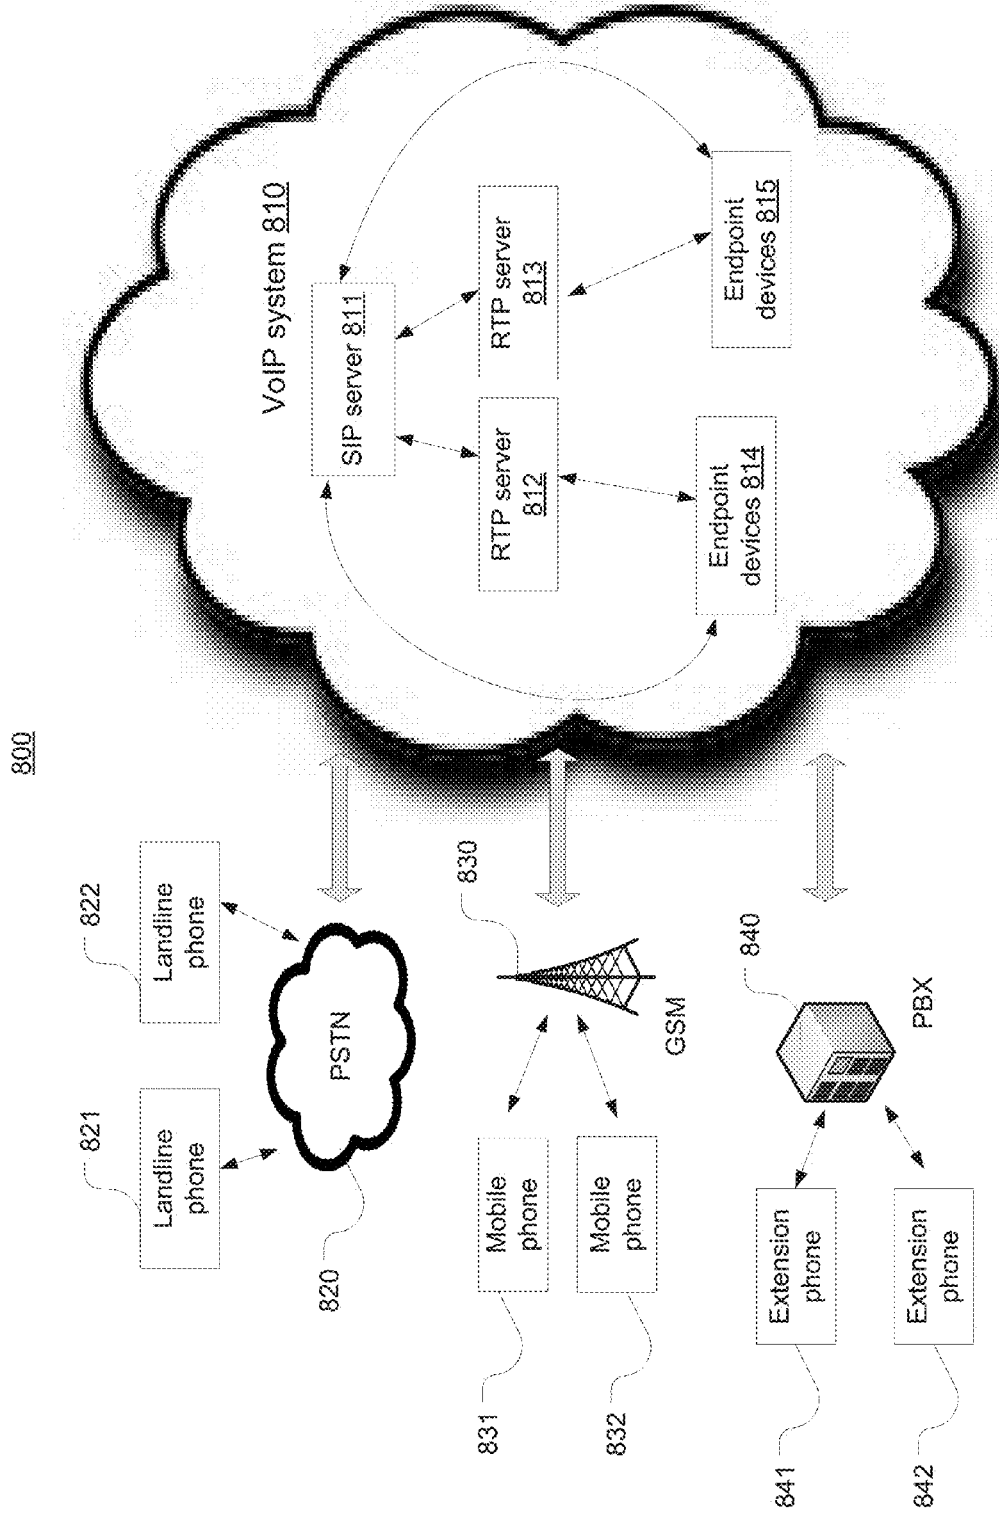 800
821
Landline
phone
822
Landline
phone
PSTN
820
VoIP system 810
SIP server 811
831
Mobile
phone
832
Mobile
phone
830
GSM
RTP server
812
RTP server
813
841
Extension
phone
842
Extension
phone
840
PBX
Endpoint
devices 814
Endpoint
devices 815